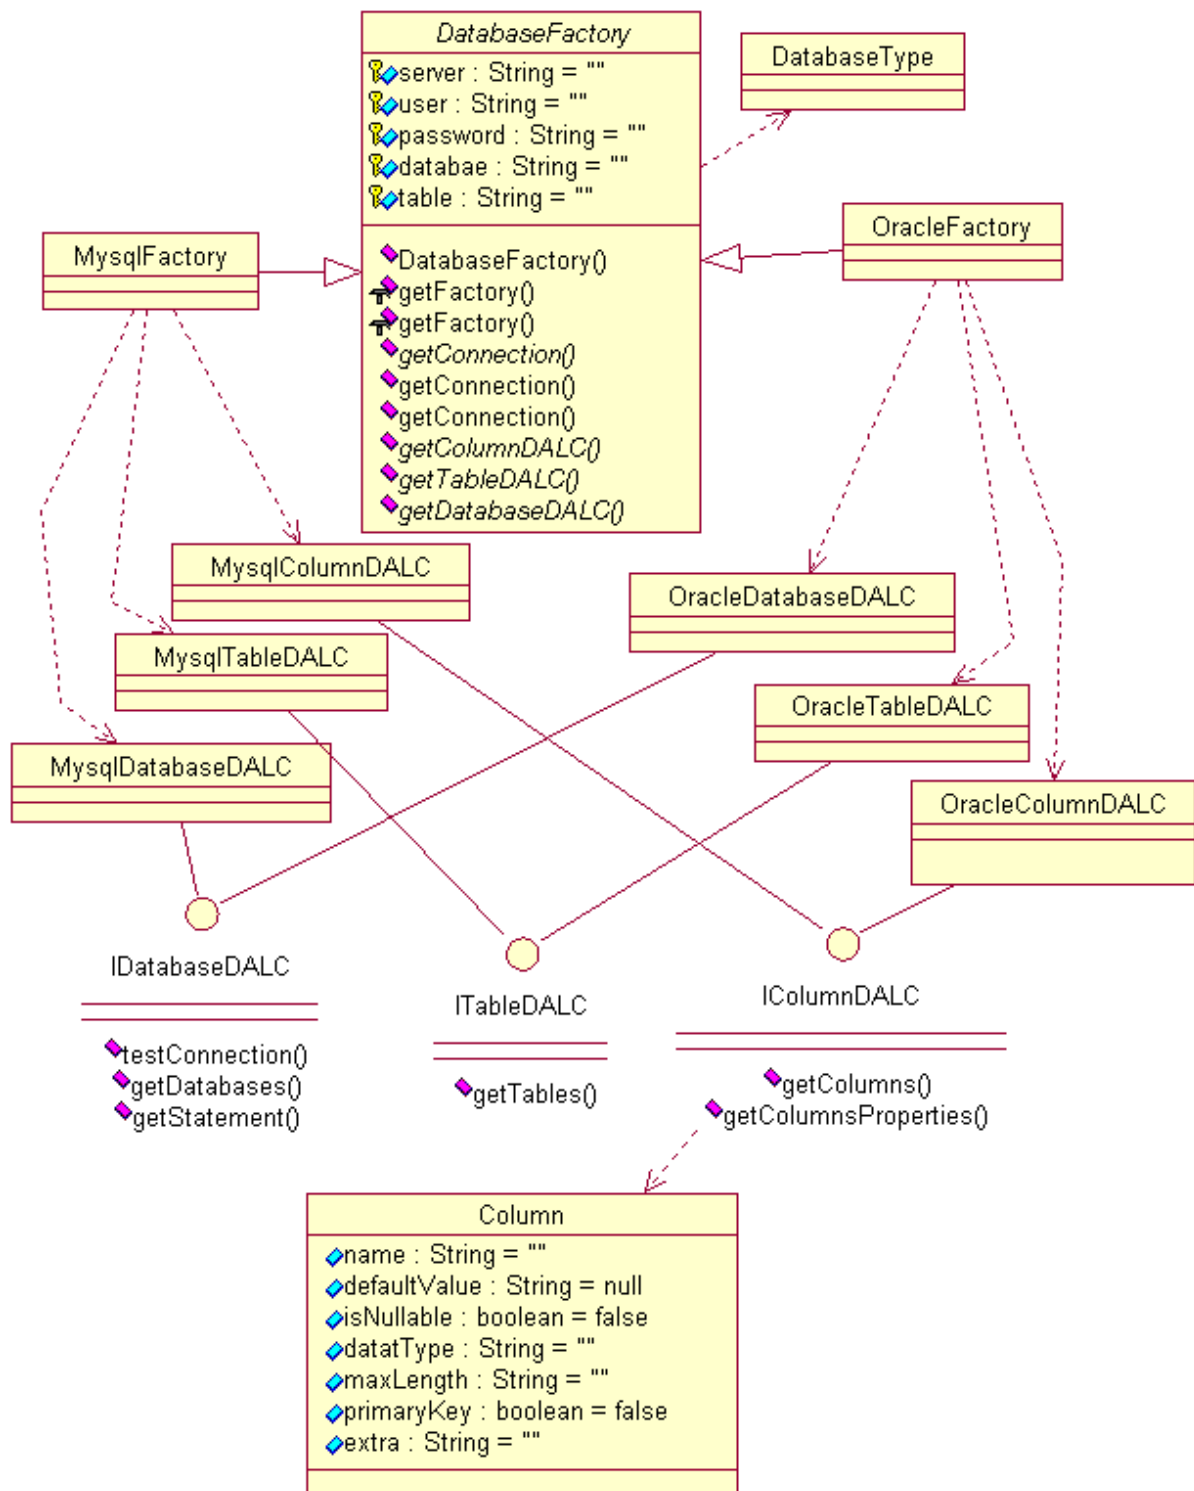 DatabaseFactory
server : String = ""
user : String = ""
password : String = ""
databae : String = ""
table : String = ""
DatabaseFactory()
getFactory()
getFactory()
getConnection()
getConnection()
getConnection()
getColumnDALC()
getTableDALC()
getDatabaseDALC()
DatabaseType
MysqlFactory
OracleFactory
MysqlColumnDALC
MysqlTableDALC
MysqlDatabaseDALC
OracleDatabaseDALC
OracleTableDALC
OracleColumnDALC
IDatabaseDALC
testConnection()
getDatabases()
getStatement()
ITableDALC
getTables()
IColumnDALC
getColumns()
getColumnsProperties()
Column
name : String = ""
defaultValue : String = null
isNullable : boolean = false
datatType : String = ""
maxLength : String = ""
primaryKey : boolean = false
extra : String = ""